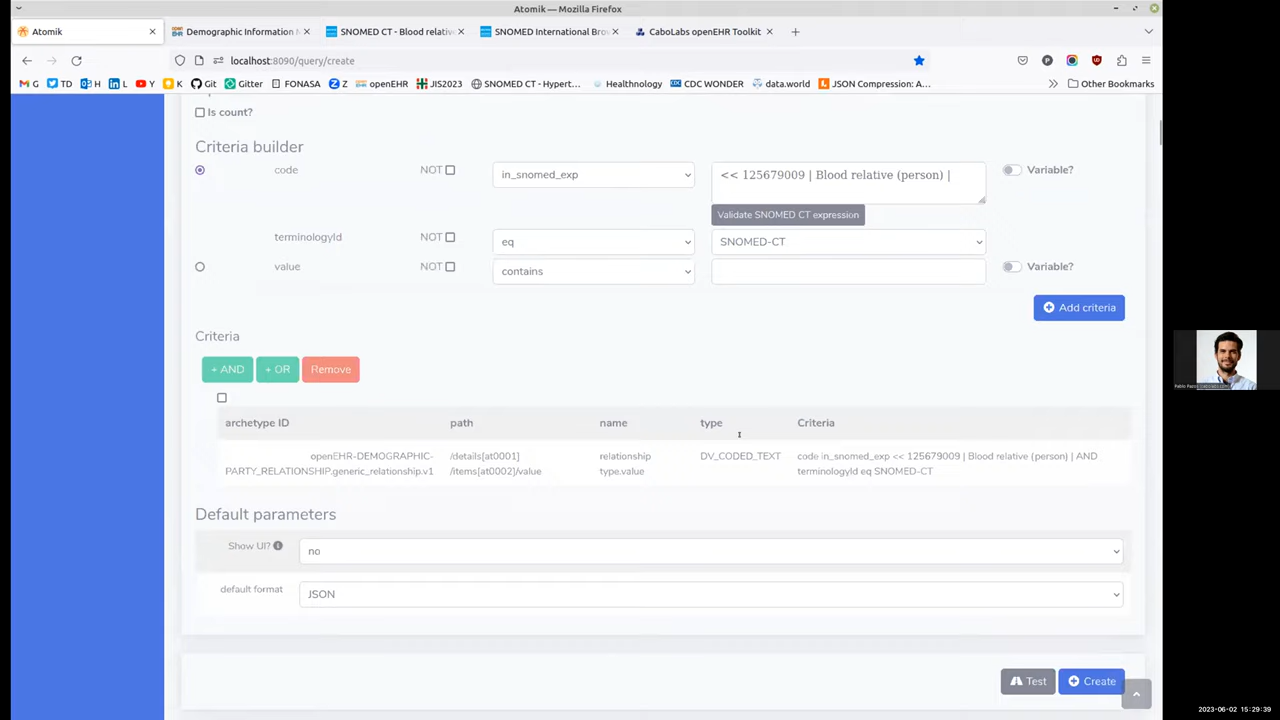 Atomik — Mozilla Firefox
Atomik
Demographic Information M
SNOMED CT - Blood relative
SNOMED International Bro
CaboLabs openEHR Toolkit
localhost:8090/query/create
G
TD
H
L
Y
K
Git
Gitter
FONASA
Z
openEHR
JIS2023
SNOMED CT - Hypert...
Healthnology
CDC WONDER
data.world
JSON Compression: A...
Other Bookmarks
Is count?
Criteria builder
code
NOT
in_snomed_exp
<< 125679009 | Blood relative (person) |
Variable?
Validate SNOMED CT expression
terminologyId
NOT
eq
SNOMED-CT
value
NOT
contains
Variable?
Add criteria
Criteria
+ AND
+ OR
Remove
archetype ID
path
name
type
Criteria
openEHR-DEMOGRAPHIC-
PARTY_RELATIONSHIP.generic_relationship.v1
/details[at0001]
/items[at0002]/value
relationship
type.value
DV_CODED_TEXT
code in_snomed_exp << 125679009 | Blood relative (person) | AND
terminologyId eq SNOMED-CT
Default parameters
Show UI?
no
default format
JSON
Test
Create
2023-06-02 15:29:39